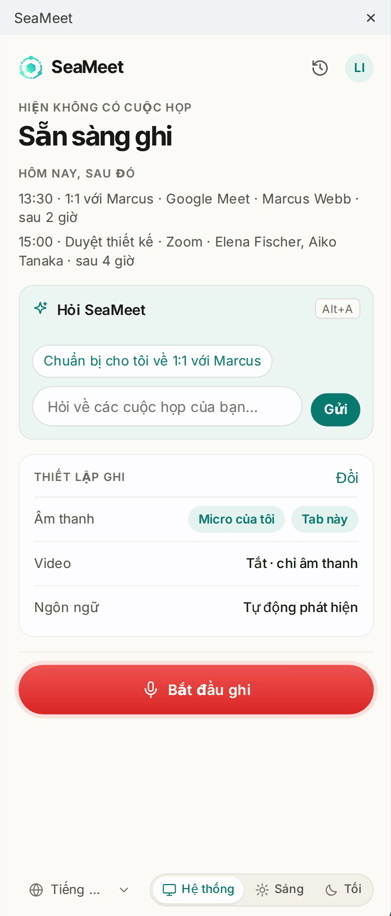 SeaMeet
SeaMeet
LI
HIỆN KHÔNG CÓ CUỘC HỌP
Sẵn sàng ghi
HÔM NAY, SAU ĐÓ
13:30 · 1:1 với Marcus · Google Meet · Marcus Webb ·
sau 2 giờ
15:00 · Duyệt thiết kế · Zoom · Elena Fischer, Aiko
Tanaka · sau 4 giờ
Hỏi SeaMeet
Alt+A
Chuẩn bị cho tôi về 1:1 với Marcus
Hỏi về các cuộc họp của bạn...
Gửi
THIẾT LẬP GHI
Đổi
Âm thanh
Micro của tôi
Tab này
Video
Tắt · chỉ âm thanh
Ngôn ngữ
Tự động phát hiện
Bắt đầu ghi
Tiếng ...
Hệ thống
Sáng
Tối